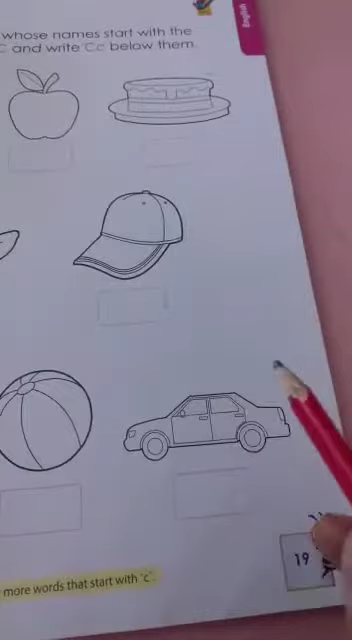 English
whose names start with the
C and write Cc below them.
more words that start with 'c'.
19